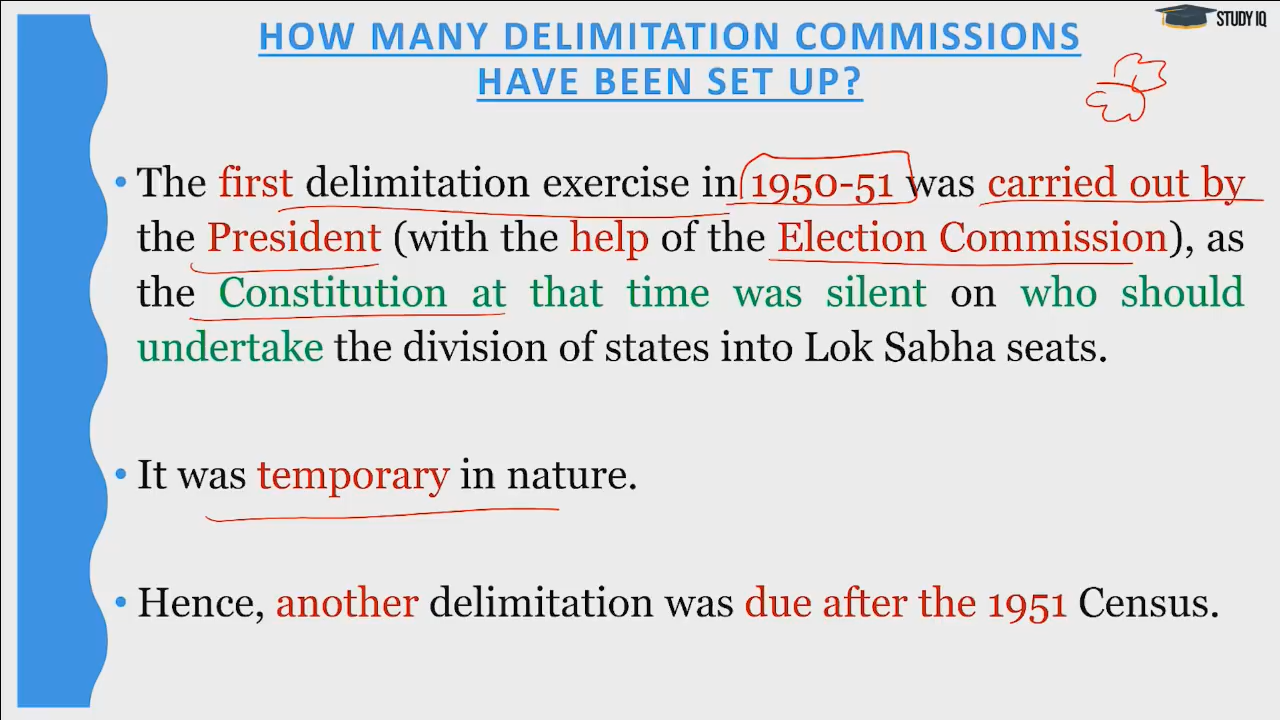 STUDY IQ
HOW MANY DELIMITATION COMMISSIONS
HAVE BEEN SET UP?
• The first delimitation exercise in 1950-51 was carried out by
the President (with the help of the Election Commission), as
the Constitution at that time was silent on who should
undertake the division of states into Lok Sabha seats.
• It was temporary in nature.
• Hence, another delimitation was due after the 1951 Census.